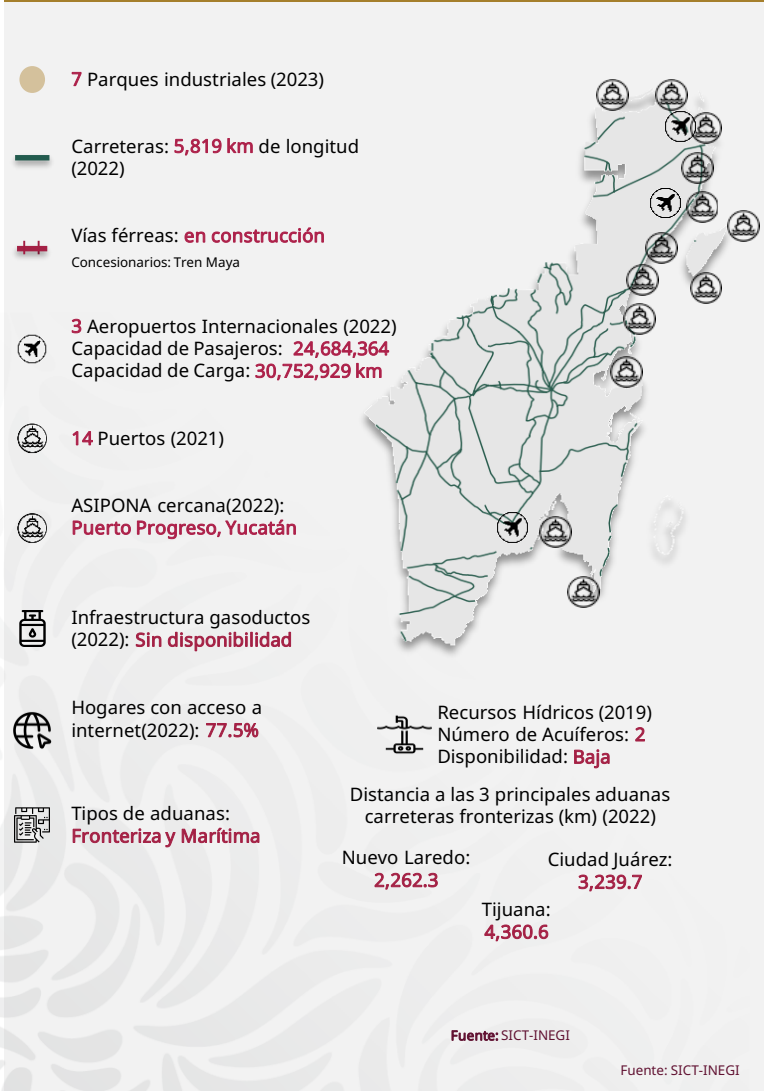 7 Parques industriales (2023)
Carreteras: 5,819 km de longitud
(2022)
Vías férreas: en construcción
Concesionarios: Tren Maya
3 Aeropuertos Internacionales (2022)
Capacidad de Pasajeros: 24,684,364
Capacidad de Carga: 30,752,929 km
14 Puertos (2021)
ASIPONA cercana(2022):
Puerto Progreso, Yucatán
Infraestructura gasoductos
(2022): Sin disponibilidad
Hogares con acceso a
internet(2022): 77.5%
Tipos de aduanas:
Fronteriza y Marítima
Recursos Hídricos (2019)
Número de Acuíferos: 2
Disponibilidad: Baja
Distancia a las 3 principales aduanas
carreteras fronterizas (km) (2022)
Nuevo Laredo:
2,262.3
Ciudad Juárez:
3,239.7
Tijuana:
4,360.6
Fuente: SICT-INEGI
Fuente: SICT-INEGI